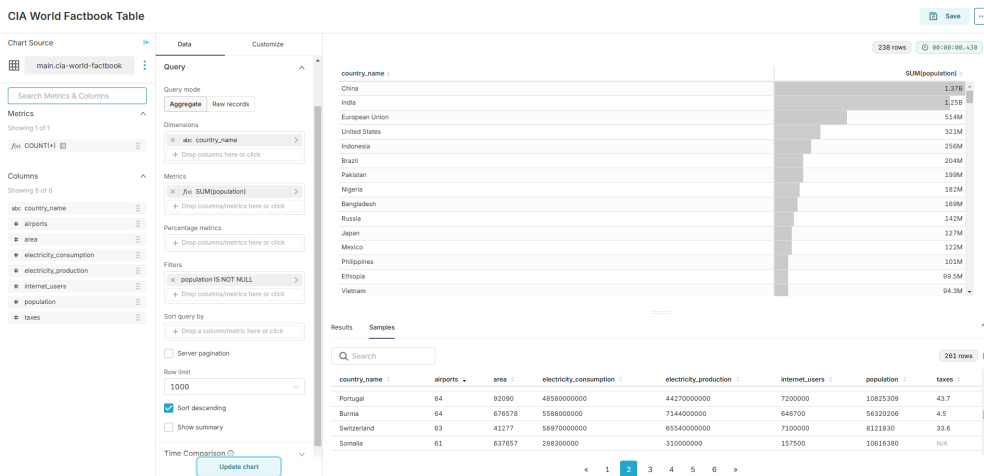 CIA World Factbook Table
Save
Chart Source
main.cia-world-factbook
Search Metrics & Columns
Metrics
Showing 1 of 1
f(x) COUNT(*)
Columns
Showing 8 of 8
abc country_name
# airports
# area
# electricity_consumption
# electricity_production
# internet_users
# population
# taxes
Data Customize
Query
Query mode
Aggregate Raw records
Dimensions
× abc country_name >
+ Drop columns here or click
Metrics
× f(x) SUM(population) >
+ Drop columns/metrics here or click
Percentage metrics
+ Drop columns/metrics here or click
Filters
× population IS NOT NULL >
+ Drop columns/metrics here or click
Sort query by
+ Drop a column/metric here or click
Server pagination
Row limit
1000
Sort descending
Show summary
Time Comparison
Update chart
238 rows 00:00:00.430
country_name SUM(population)
China 1.37B
India 1.25B
European Union 514M
United States 321M
Indonesia 256M
Brazil 204M
Pakistan 199M
Nigeria 182M
Bangladesh 169M
Russia 142M
Japan 127M
Mexico 122M
Philippines 101M
Ethiopia 99.5M
Vietnam 94.3M
Results Samples
Search
261 rows
country_name airports area electricity_consumption electricity_production internet_users population taxes
Portugal 64 92090 48580000000 44270000000 7200000 10825309 43.7
Burma 64 676578 5588000000 7144000000 646700 56320206 4.5
Switzerland 63 41277 58970000000 65540000000 7100000 8121830 33.6
Somalia 61 637657 288300000 310000000 157500 10616380 N/A
« 1 2 3 4 5 6 »